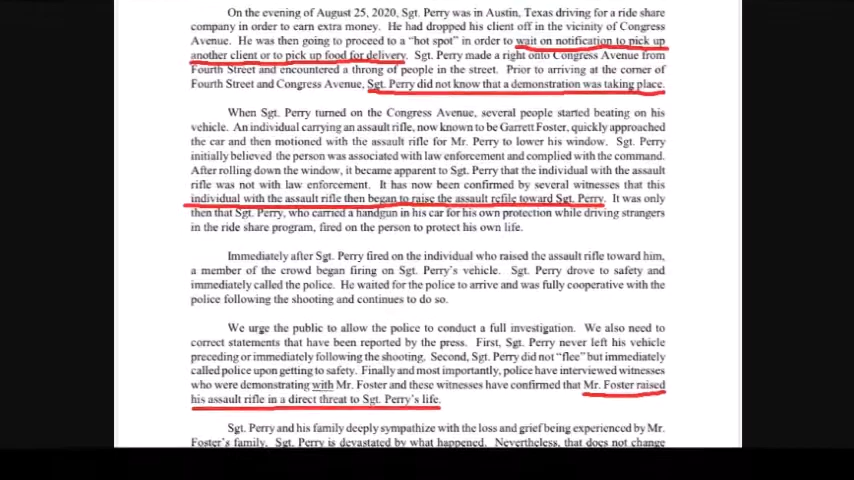 On the evening of August 25, 2020, Sgt. Perry was in Austin, Texas driving for a ride share
company in order to earn extra money. He had dropped his client off in the vicinity of Congress
Avenue. He was then going to proceed to a “hot spot” in order to wait on notification to pick up
another client or to pick up food for delivery. Sgt. Perry made a right onto Congress Avenue from
Fourth Street and encountered a throng of people in the street. Prior to arriving at the corner of
Fourth Street and Congress Avenue, Sgt. Perry did not know that a demonstration was taking place.
When Sgt. Perry turned on the Congress Avenue, several people started beating on his
vehicle. An individual carrying an assault rifle, now known to be Garrett Foster, quickly approached
the car and then motioned with the assault rifle for Mr. Perry to lower his window. Sgt. Perry
initially believed the person was associated with law enforcement and complied with the command.
After rolling down the window, it became apparent to Sgt. Perry that the individual with the assault
rifle was not with law enforcement. It has now been confirmed by several witnesses that this
individual with the assault rifle then began to raise the assault refile toward Sgt. Perry. It was only
then that Sgt. Perry, who carried a handgun in his car for his own protection while driving strangers
in the ride share program, fired on the person to protect his own life.
Immediately after Sgt. Perry fired on the individual who raised the assault rifle toward him,
a member of the crowd began firing on Sgt. Perry’s vehicle. Sgt. Perry drove to safety and
immediately called the police. He waited for the police to arrive and was fully cooperative with the
police following the shooting and continues to do so.
We urge the public to allow the police to conduct a full investigation. We also need to
correct statements that have been reported by the press. First, Sgt. Perry never left his vehicle
preceding or immediately following the shooting. Second, Sgt. Perry did not “flee” but immediately
called police upon getting to safety. Finally and most importantly, police have interviewed witnesses
who were demonstrating with Mr. Foster and these witnesses have confirmed that Mr. Foster raised
his assault rifle in a direct threat to Sgt. Perry’s life.
Sgt. Perry and his family deeply sympathize with the loss and grief being experienced by Mr.
Foster’s family. Sgt. Perry is devastated by what happened. Nevertheless, that does not change